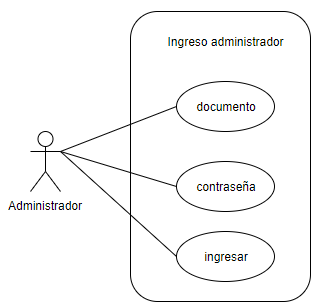 Ingreso administrador
documento
contraseña
Administrador
ingresar